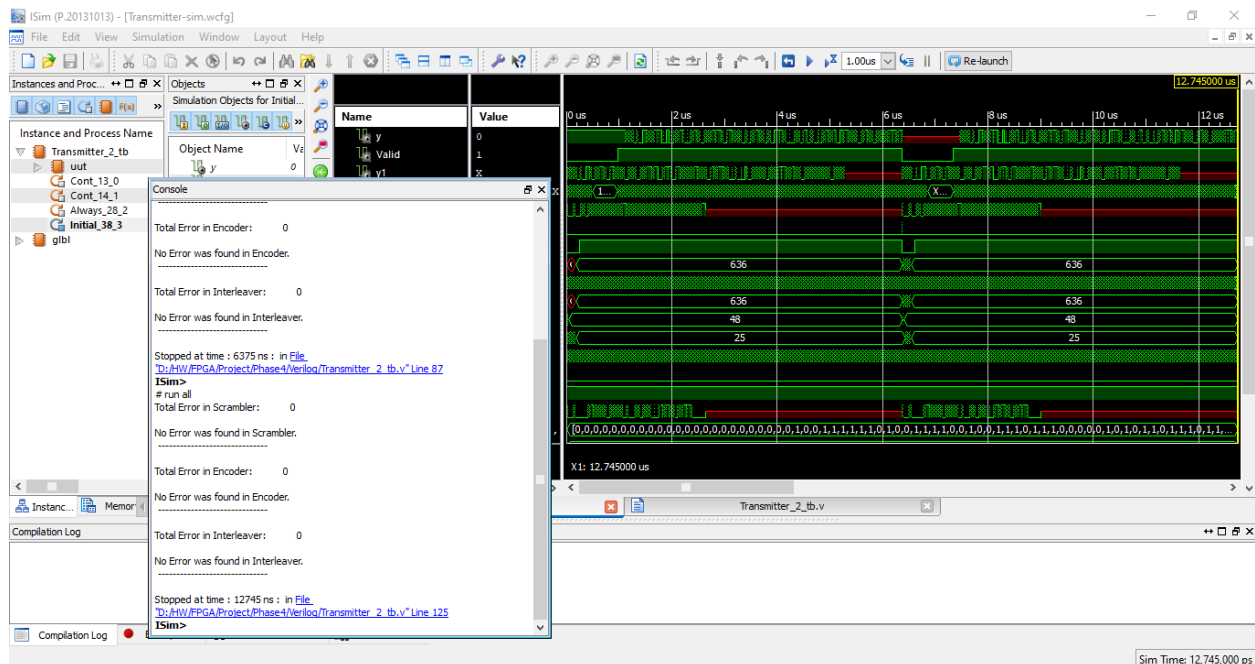 ISim (P.20131013) - [Transmitter-sim.wcfg]
File Edit View Simulation Window Layout Help
1.00us
Re-launch
Instances and Proc...
Objects
Simulation Objects for Initial...
Instance and Process Name
Transmitter_2_tb
uut
Cont_13_0
Cont_14_1
Always_28_2
Initial_38_3
glbl
Object Name
y 0
Name Value
y 0
Valid 1
y1 X
X
12.745000 us
0 us 2 us 4 us 6 us 8 us 10 us 12 us
1... X...
636 636
636 636
48 48
25 25
X1: 12.745000 us
Console
-----------------------------
Total Error in Encoder: 0
No Error was found in Encoder.
-----------------------------
Total Error in Interleaver: 0
No Error was found in Interleaver.
-----------------------------
Stopped at time : 6375 ns : in File
"D:/HW/FPGA/Project/Phase4/Verilog/Transmitter_2_tb.v" Line 87
ISim>
# run all
Total Error in Scrambler: 0
No Error was found in Scrambler.
-----------------------------
Total Error in Encoder: 0
No Error was found in Encoder.
-----------------------------
Total Error in Interleaver: 0
No Error was found in Interleaver.
-----------------------------
Stopped at time : 12745 ns : in File
"D:/HW/FPGA/Project/Phase4/Verilog/Transmitter_2_tb.v" Line 125
ISim>
Instanc...
Memor
Transmitter_2_tb.v
Compilation Log
Compilation Log
Sim Time: 12,745,000 ps